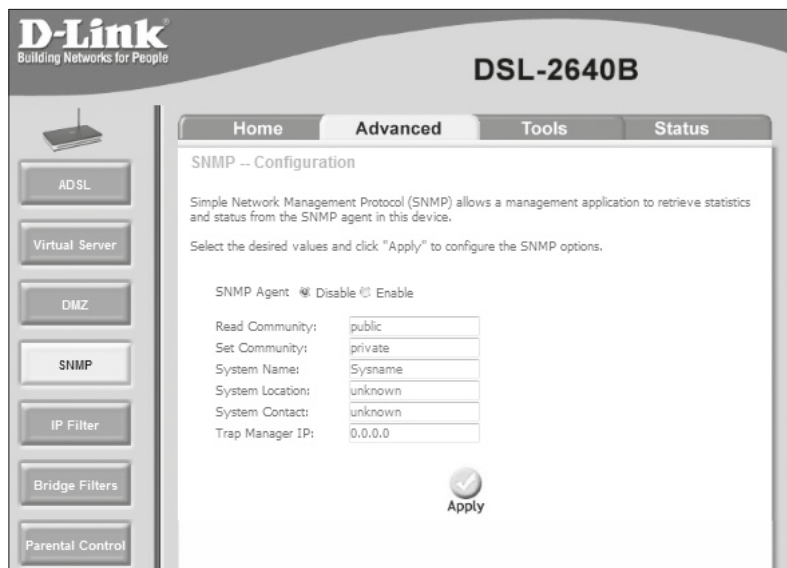 D-Link
Building Networks for People
DSL-2640B
Home Advanced Tools Status
ADSL
Virtual Server
DMZ
SNMP
IP Filter
Bridge Filters
Parental Control
SNMP -- Configuration
Simple Network Management Protocol (SNMP) allows a management application to retrieve statistics
and status from the SNMP agent in this device.
Select the desired values and click "Apply" to configure the SNMP options.
SNMP Agent Disable Enable
Read Community: public
Set Community: private
System Name: Sysname
System Location: unknown
System Contact: unknown
Trap Manager IP: 0.0.0.0
Apply